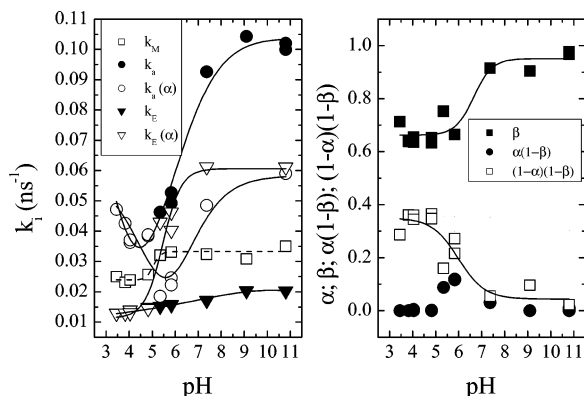 k_M
k_a
k_a (α)
k_E
k_E (α)
k_i (ns⁻¹)
0.11
0.10
0.09
0.08
0.07
0.06
0.05
0.04
0.03
0.02
0.01
3 4 5 6 7 8 9 10 11
pH
α; β; α(1−β); (1-α)(1-β)
1.0
0.8
0.6
0.4
0.2
0.0
β
α(1−β)
(1−α)(1−β)
3 4 5 6 7 8 9 10 11
pH